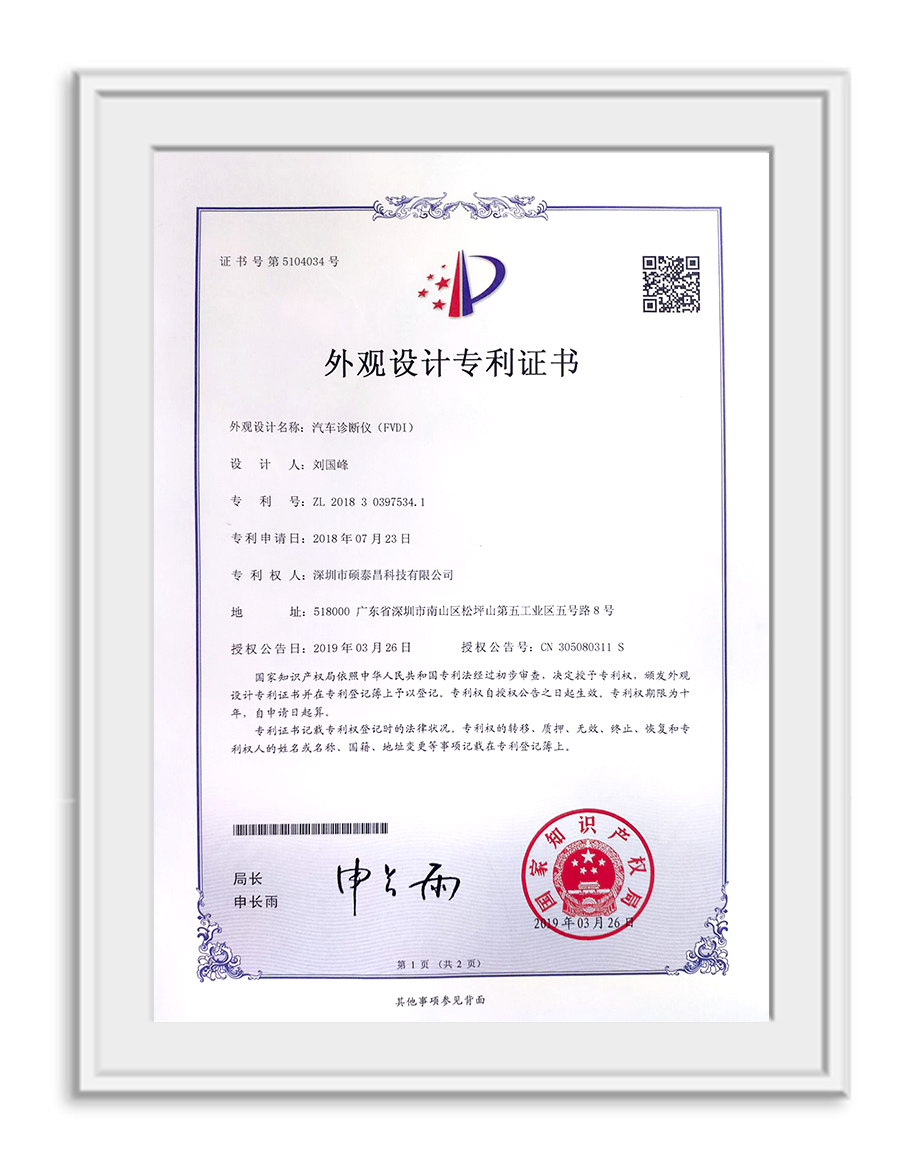 证书号第5104034号
外观设计专利证书
外观设计名称：汽车诊断仪（FVDI）
设计人：刘国峰
专利号：ZL 2018 3 0397534.1
专利申请日：2018年07月23日
专利权人：深圳市硕泰昌科技有限公司
地址：518000 广东省深圳市南山区松坪山第五工业区五号路8号
授权公告日：2019年03月26日 授权公告号：CN 305080311 S
国家知识产权局依照中华人民共和国专利法经过初步审查，决定授予专利权，颁发外观
设计专利证书并在专利登记簿上予以登记。专利权自授权公告之日起生效。专利权期限为十
年，自申请日起算。
专利证书记载专利权登记时的法律状况。专利权的转移、质押、无效、终止、恢复和专
利权人的姓名或名称、国籍、地址变更等事项记载在专利登记簿上。
局长
申长雨
申长雨
国家知识产权局
2019年03月26日
第 1 页 （共 2 页）
其他事项参见背面